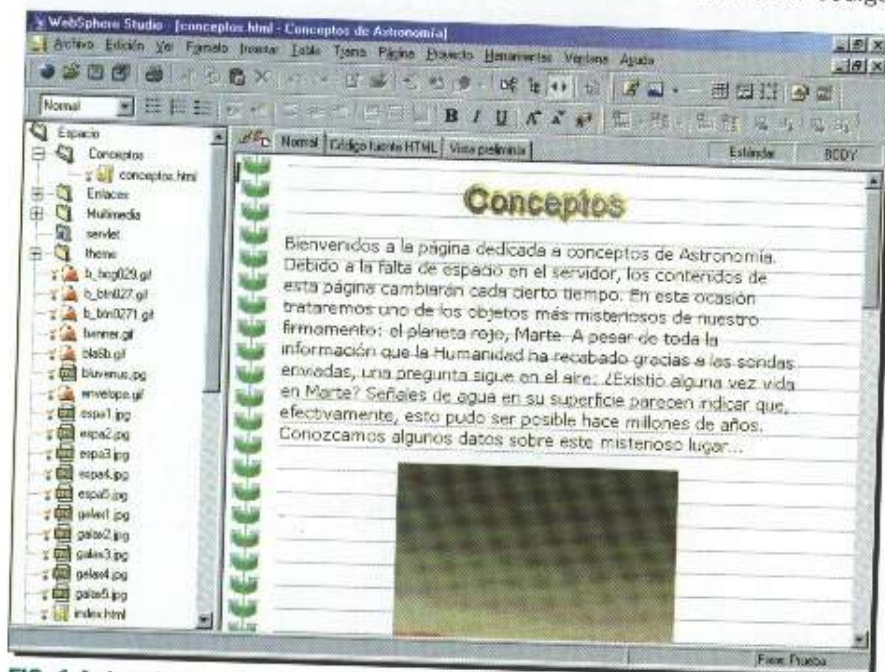 WebSphere Studio - [conceptos.html - Conceptos de Astronomía]
Archivo Edición Ver Formato Insertar Tabla Trama Página Proyecto Herramientas Ventana Ayuda
Normal B I U
Espacio
Conceptos
conceptos.html
Enlaces
Multimedia
servlet
theme
b_bcg029.gif
b_btn027.gif
b_btn0271.gif
banner.gif
bla6b.gif
bluvenus.jpg
envelope.gif
espa1.jpg
espa2.jpg
espa3.jpg
espa4.jpg
espa5.jpg
galax1.jpg
galax2.jpg
galax3.jpg
galax4.jpg
galax5.jpg
index.html
Normal Código fuente HTML Vista preliminar Estándar BODY
Conceptos
Bienvenidos a la página dedicada a conceptos de Astronomía.
Debido a la falta de espacio en el servidor, los contenidos de
esta página cambiarán cada cierto tiempo. En esta ocasión
trataremos uno de los objetos más misteriosos de nuestro
firmamento: el planeta rojo, Marte. A pesar de toda la
información que la Humanidad ha recabado gracias a las sondas
enviadas, una pregunta sigue en el aire: ¿Existió alguna vez vida
en Marte? Señales de agua en su superficie parecen indicar que,
efectivamente, esto pudo ser posible hace millones de años.
Conozcamos algunos datos sobre este misterioso lugar...
Fase: Prueba